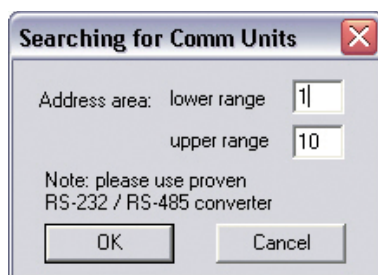 Searching for Comm Units
Address area: lower range 1
upper range 10
Note: please use proven
RS-232 / RS-485 converter
OK Cancel